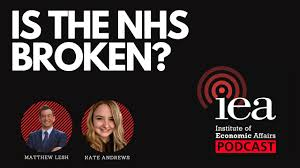 IS THE NHS
BROKEN?
MATTHEW LESH
KATE ANDREWS
iea
Institute of
Economic Affairs
PODCAST